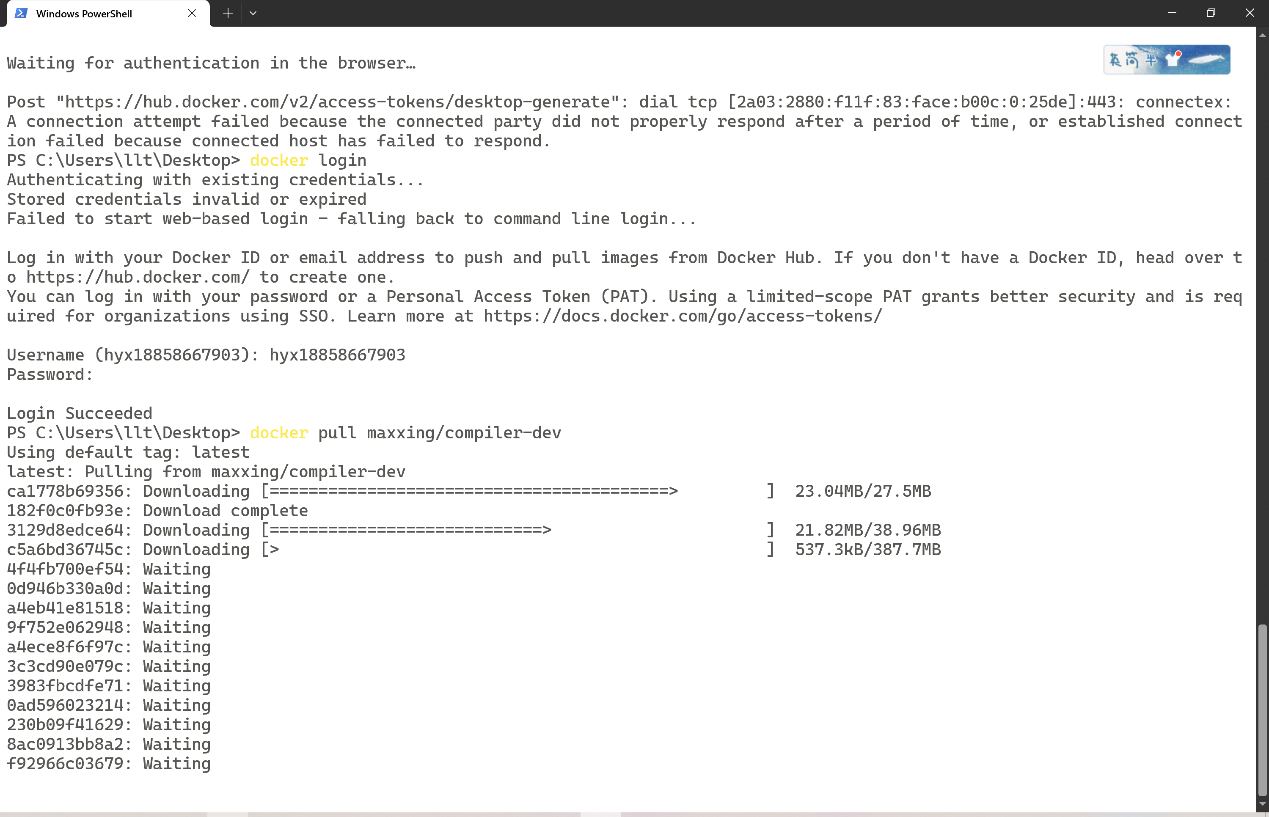 Windows PowerShell
英 简 半
Waiting for authentication in the browser…
Post "https://hub.docker.com/v2/access-tokens/desktop-generate": dial tcp [2a03:2880:f11f:83:face:b00c:0:25de]:443: connectex:
A connection attempt failed because the connected party did not properly respond after a period of time, or established connect
ion failed because connected host has failed to respond.
PS C:\Users\llt\Desktop> docker login
Authenticating with existing credentials...
Stored credentials invalid or expired
Failed to start web-based login - falling back to command line login...
Log in with your Docker ID or email address to push and pull images from Docker Hub. If you don't have a Docker ID, head over t
o https://hub.docker.com/ to create one.
You can log in with your password or a Personal Access Token (PAT). Using a limited-scope PAT grants better security and is req
uired for organizations using SSO. Learn more at https://docs.docker.com/go/access-tokens/
Username (hyx18858667903): hyx18858667903
Password:
Login Succeeded
PS C:\Users\llt\Desktop> docker pull maxxing/compiler-dev
Using default tag: latest
latest: Pulling from maxxing/compiler-dev
ca1778b69356: Downloading [=========================================>         ]  23.04MB/27.5MB
182f0c0fb93e: Download complete
3129d8edce64: Downloading [============================>                      ]  21.82MB/38.96MB
c5a6bd36745c: Downloading [>                                                  ]  537.3kB/387.7MB
4f4fb700ef54: Waiting
0d946b330a0d: Waiting
a4eb41e81518: Waiting
9f752e062948: Waiting
a4ece8f6f97c: Waiting
3c3cd90e079c: Waiting
3983fbcdfe71: Waiting
0ad596023214: Waiting
230b09f41629: Waiting
8ac0913bb8a2: Waiting
f92966c03679: Waiting